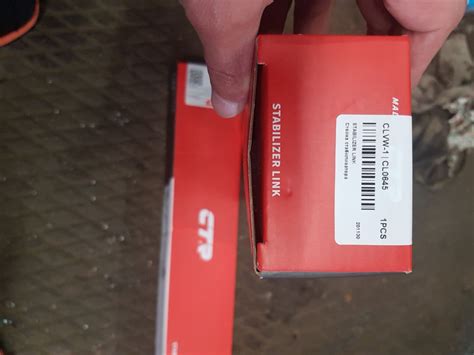 STABILIZER LINK
CLVW-1 | CL0645
STABILIZER LINK
Стойка стабилизатора
1PCS
201130
CTR